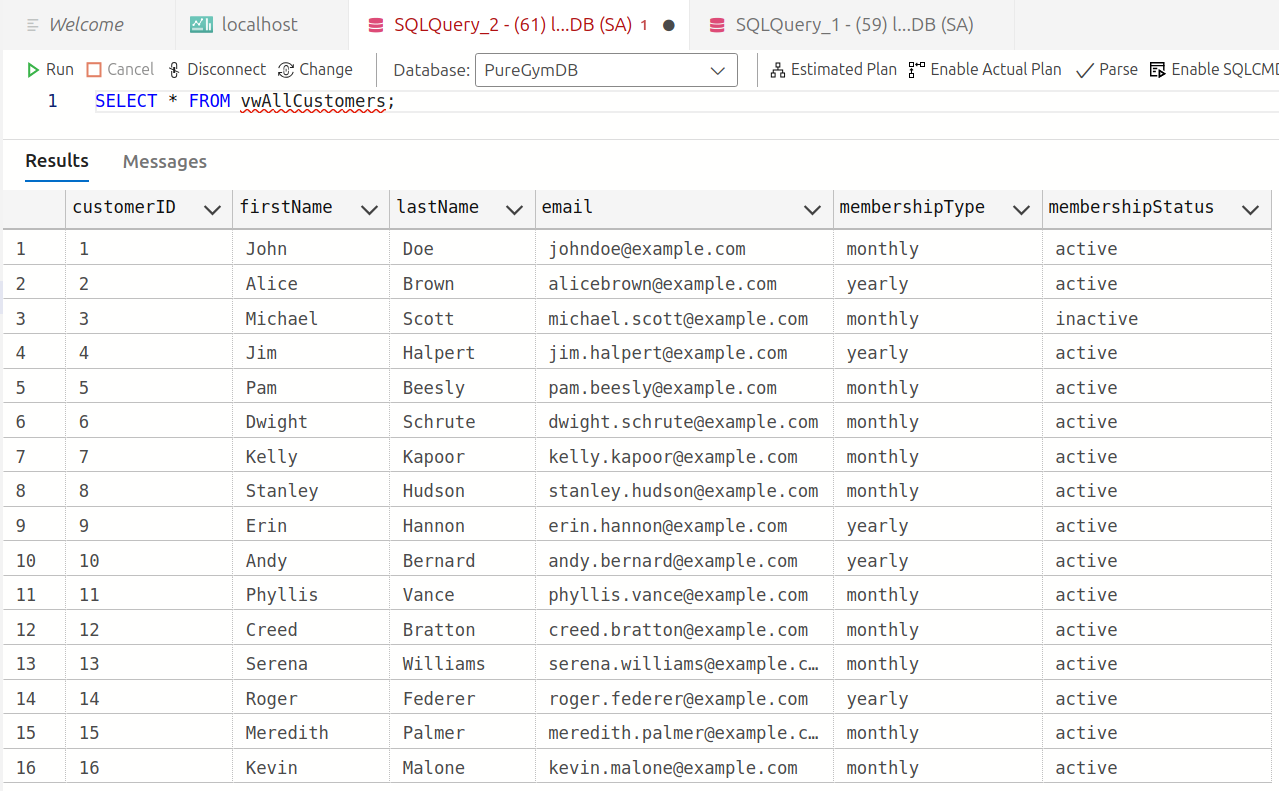 Welcome localhost SQLQuery_2 - (61) l...DB (SA) 1 SQLQuery_1 - (59) l...DB (SA)
Run Cancel Disconnect Change Database: PureGymDB Estimated Plan Enable Actual Plan Parse Enable SQLCMD
1 SELECT * FROM vwAllCustomers;
Results Messages
customerID firstName lastName email membershipType membershipStatus
1 1 John Doe johndoe@example.com monthly active
2 2 Alice Brown alicebrown@example.com yearly active
3 3 Michael Scott michael.scott@example.com monthly inactive
4 4 Jim Halpert jim.halpert@example.com yearly active
5 5 Pam Beesly pam.beesly@example.com monthly active
6 6 Dwight Schrute dwight.schrute@example.com monthly active
7 7 Kelly Kapoor kelly.kapoor@example.com monthly active
8 8 Stanley Hudson stanley.hudson@example.com monthly active
9 9 Erin Hannon erin.hannon@example.com yearly active
10 10 Andy Bernard andy.bernard@example.com yearly active
11 11 Phyllis Vance phyllis.vance@example.com monthly active
12 12 Creed Bratton creed.bratton@example.com monthly active
13 13 Serena Williams serena.williams@example.c… monthly active
14 14 Roger Federer roger.federer@example.com yearly active
15 15 Meredith Palmer meredith.palmer@example.c… monthly active
16 16 Kevin Malone kevin.malone@example.com monthly active